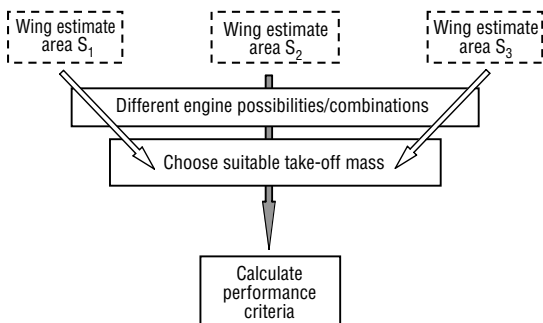 Wing estimate
area S₁
Wing estimate
area S₂
Wing estimate
area S₃
Different engine possibilities/combinations
Choose suitable take-off mass
Calculate
performance
criteria